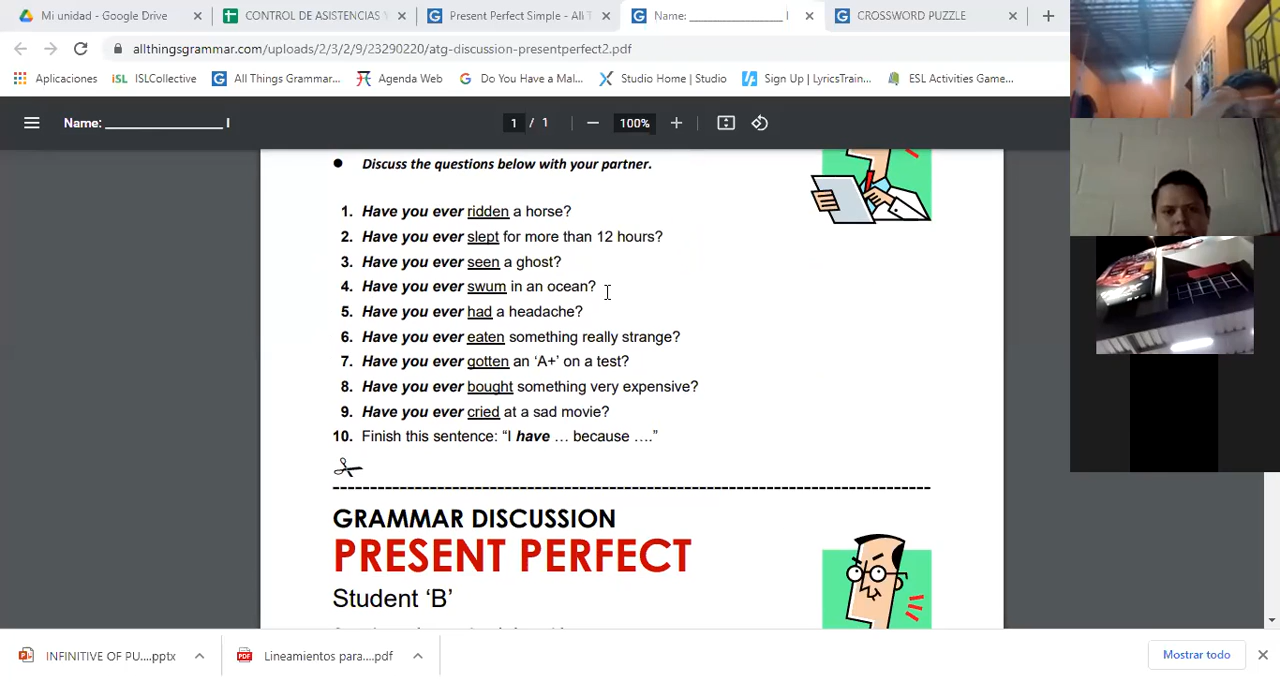 Mi unidad - Google Drive
CONTROL DE ASISTENCIAS Y
Present Perfect Simple - All T
Name: ______________ I
CROSSWORD PUZZLE
allthingsgrammar.com/uploads/2/3/2/9/23290220/atg-discussion-presentperfect2.pdf
Aplicaciones
iSL ISLCollective
All Things Grammar...
Agenda Web
Do You Have a Mal...
Studio Home | Studio
Sign Up | LyricsTrain...
ESL Activities Game...
Name: ______________ I
1 / 1
100%
Discuss the questions below with your partner.
1. Have you ever ridden a horse?
2. Have you ever slept for more than 12 hours?
3. Have you ever seen a ghost?
4. Have you ever swum in an ocean?
5. Have you ever had a headache?
6. Have you ever eaten something really strange?
7. Have you ever gotten an ‘A+’ on a test?
8. Have you ever bought something very expensive?
9. Have you ever cried at a sad movie?
10. Finish this sentence: “I have … because ….”
GRAMMAR DISCUSSION
PRESENT PERFECT
Student ‘B’
INFINITIVE OF PU....pptx
PDF
Lineamientos para....pdf
Mostrar todo